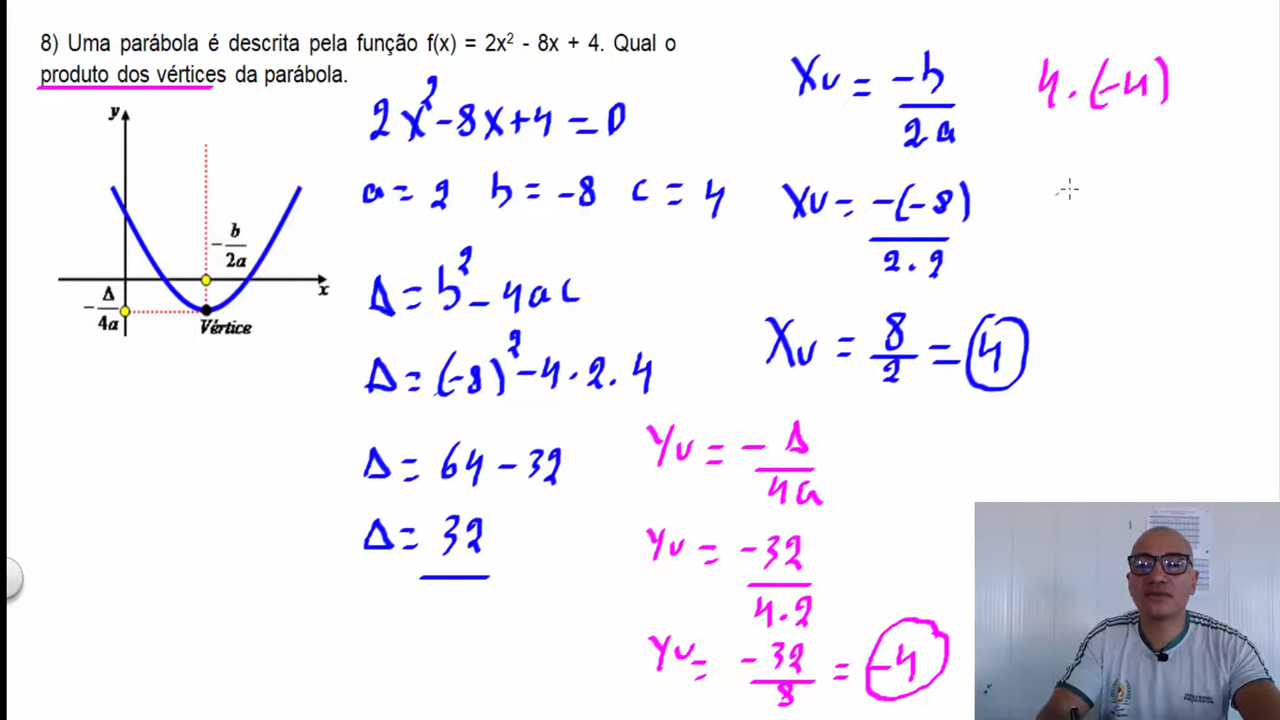 8) Uma parábola é descrita pela função f(x) = 2x² - 8x + 4. Qual o
produto dos vértices da parábola.
y
-b/2a
x
-Δ/4a
Vértice
2x²-8x+4=0
a=2 b=-8 c=4
Δ=b²-4ac
Δ=(-8)²-4·2·4
Δ=64-32
Δ=32
Xv=-b/2a
Xv=-(-8)/2·2
Xv=8/2=4
Yv=-Δ/4a
Yv=-32/4·2
Yv=-32/8=-4
4·(-4)